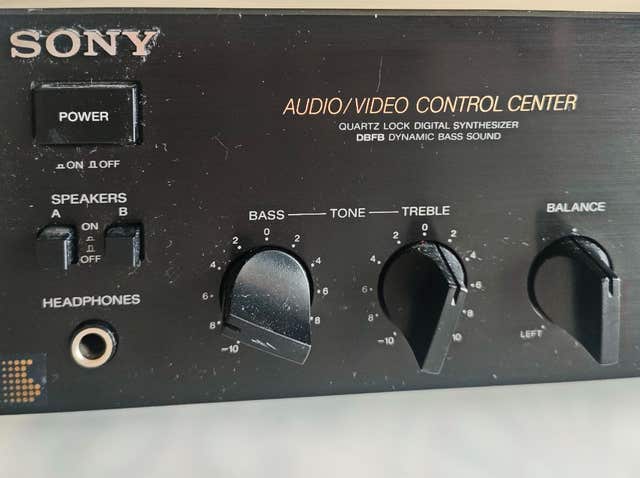 SONY
POWER
ON OFF
AUDIO/VIDEO CONTROL CENTER
QUARTZ LOCK DIGITAL SYNTHESIZER
DBFB DYNAMIC BASS SOUND
SPEAKERS
A B
ON
OFF
HEADPHONES
BASS TONE TREBLE
0
2 2
4 4
6 6
8 8
-10 10
0
2 2
4 4
6 6
8 8
-10 10
BALANCE
LEFT